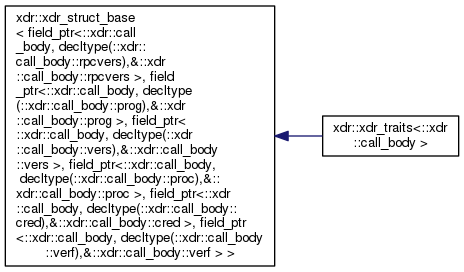 xdr::xdr_struct_base
< field_ptr<::xdr::call
_body, decltype(::xdr::
call_body::rpcvers),&::xdr
::call_body::rpcvers >, field
_ptr<::xdr::call_body, decltype
(::xdr::call_body::prog),&::xdr
::call_body::prog >, field_ptr<
::xdr::call_body, decltype(::xdr
::call_body::vers),&::xdr::call_body
::vers >, field_ptr<::xdr::call_body,
decltype(::xdr::call_body::proc),&::
xdr::call_body::proc >, field_ptr<::xdr
::call_body, decltype(::xdr::call_body::
cred),&::xdr::call_body::cred >, field_ptr
<::xdr::call_body, decltype(::xdr::call_body
::verf),&::xdr::call_body::verf > >
xdr::xdr_traits<::xdr
::call_body >